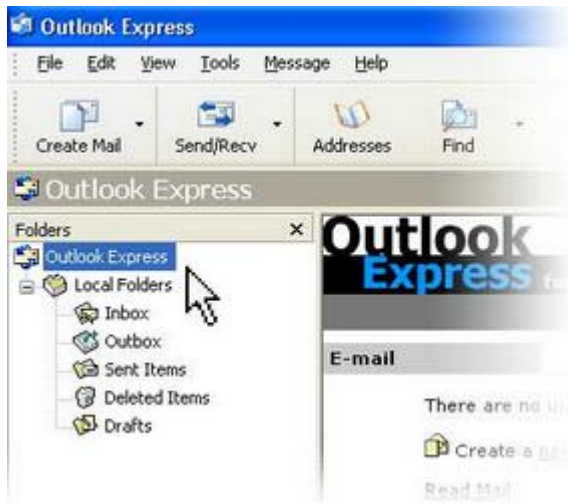 Outlook Express
File Edit View Tools Message Help
Create Mail Send/Recv Addresses Find
Outlook Express
Folders
Outlook Express
Local Folders
Inbox
Outbox
Sent Items
Deleted Items
Drafts
Outlook
Express
E-mail
There are no
Create a
Read Mail